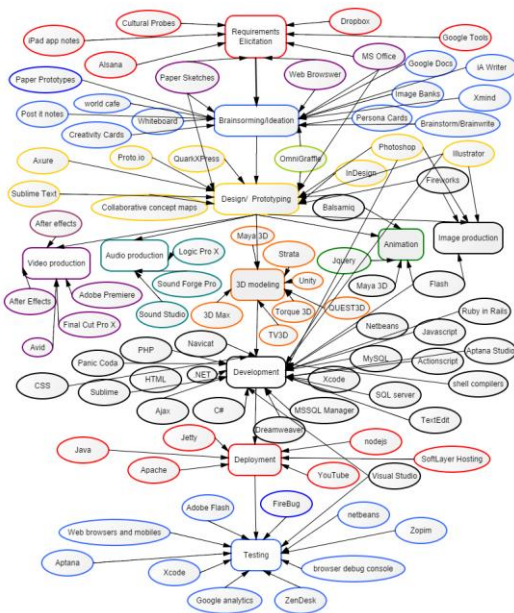 Cultural Probes
Dropbox
iPad app notes
Requirements
Elicitation
Google Tools
Alsana
MS Office
Paper Prototypes
Paper Sketches
Web Browswer
Google Docs
IA Writer
world cafe
Image Banks
Xmind
Post it notes
Whiteboard
Brainsorming/Ideation
Persona Cards
Creativity Cards
Brainstorm/Brainwrite
Axure
Proto.io
QuarkXPress
OmniGraffle
Photoshop
Illustrator
InDesign
Sublime Text
Design/ Prototyping
Fireworks
Collaborative concept maps
Balsamiq
After effects
Maya 3D
Video production
Audio production
Logic Pro X
Strata
Jquery
Animation
Image production
After Effects
Adobe Premiere
Sound Forge Pro
3D modeling
Unity
Maya 3D
Flash
Final Cut Pro X
Sound Studio
3D Max
Torque 3D
QUEST3D
Avid
TV3D
Netbeans
Ruby in Rails
Javascript
PHP
Navicat
MySQL
Actionscript
Aptana Studio
Panic Coda
.NET
Development
Xcode
shell compilers
CSS
HTML
Sublime
SQL server
Ajax
C#
MSSQL Manager
TextEdit
Dreamweaver
Jetty
nodejs
Java
Deployment
SoftLayer Hosting
Apache
YouTube
Visual Studio
Adobe Flash
FireBug
netbeans
Web browsers and mobiles
Zopim
Testing
Aptana
Xcode
browser debug console
Google analytics
ZenDesk